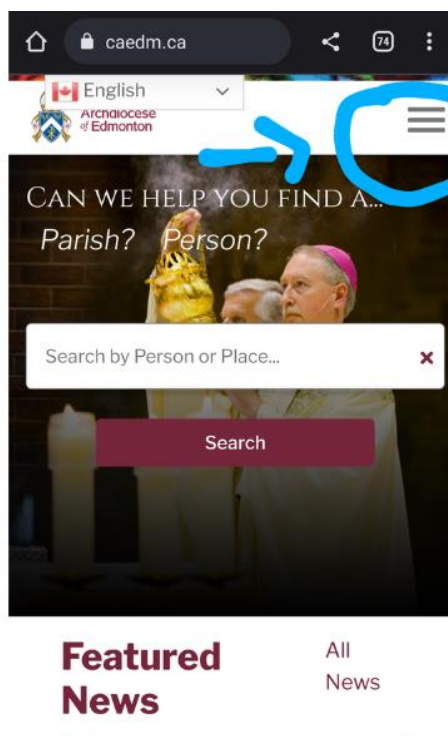 caedm.ca
74
English
Archdiocese
of Edmonton
CAN WE HELP YOU FIND A...
Parish? Person?
Search by Person or Place...
Search
Featured
News
All
News